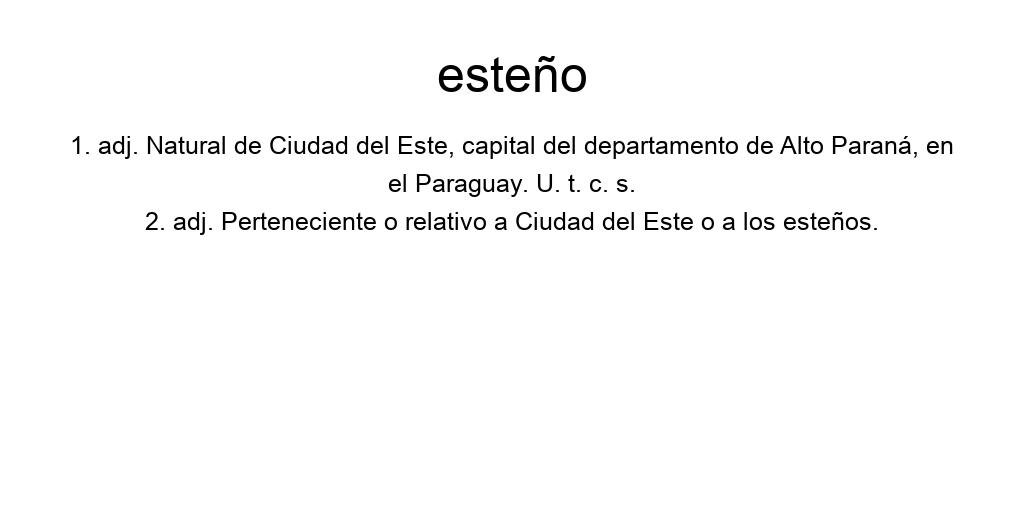 esteño
1. adj. Natural de Ciudad del Este, capital del departamento de Alto Paraná, en
el Paraguay. U. t. c. s.
2. adj. Perteneciente o relativo a Ciudad del Este o a los esteños.